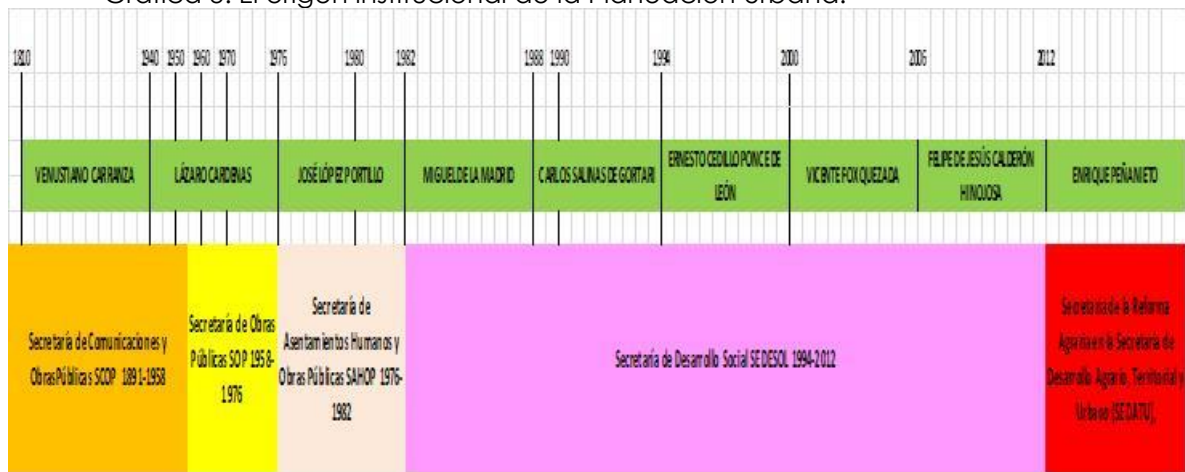 Gráfica 3. El origen institucional de la Planeación Urbana.
1810 1940 1950 1960 1970 1976 1980 1982 1988 1990 1994 2000 2006 2012
VENUSTIANO CARRANZA
LÁZARO CARDENAS
JOSÉ LÓPEZ PORTILLO
MIGUEL DE LA MADRID
CARLOS SALINAS DE GORTARI
ERNESTO CEDILLO PONCE DE
LEÓN
VICENTE FOX QUEZADA
FELIPE DE JESÚS CALDERÓN
HINOJOSA
ENRIQUE PEÑA NIETO
Secretaría de Comunicaciones y
Obras Públicas SCOP 1891-1958
Secretaría de Obras
Públicas SOP 1958-
1976
Secretaría de
Asentamientos Humanos y
Obras Públicas SAHOP 1976-
1982
Secretaría de Desarrollo Social SEDESOL 1994-2012
Secretaría de la Reforma
Agraria en la Secretaría de
Desarrollo Agrario, Territorial y
Urbano (SEDATU),